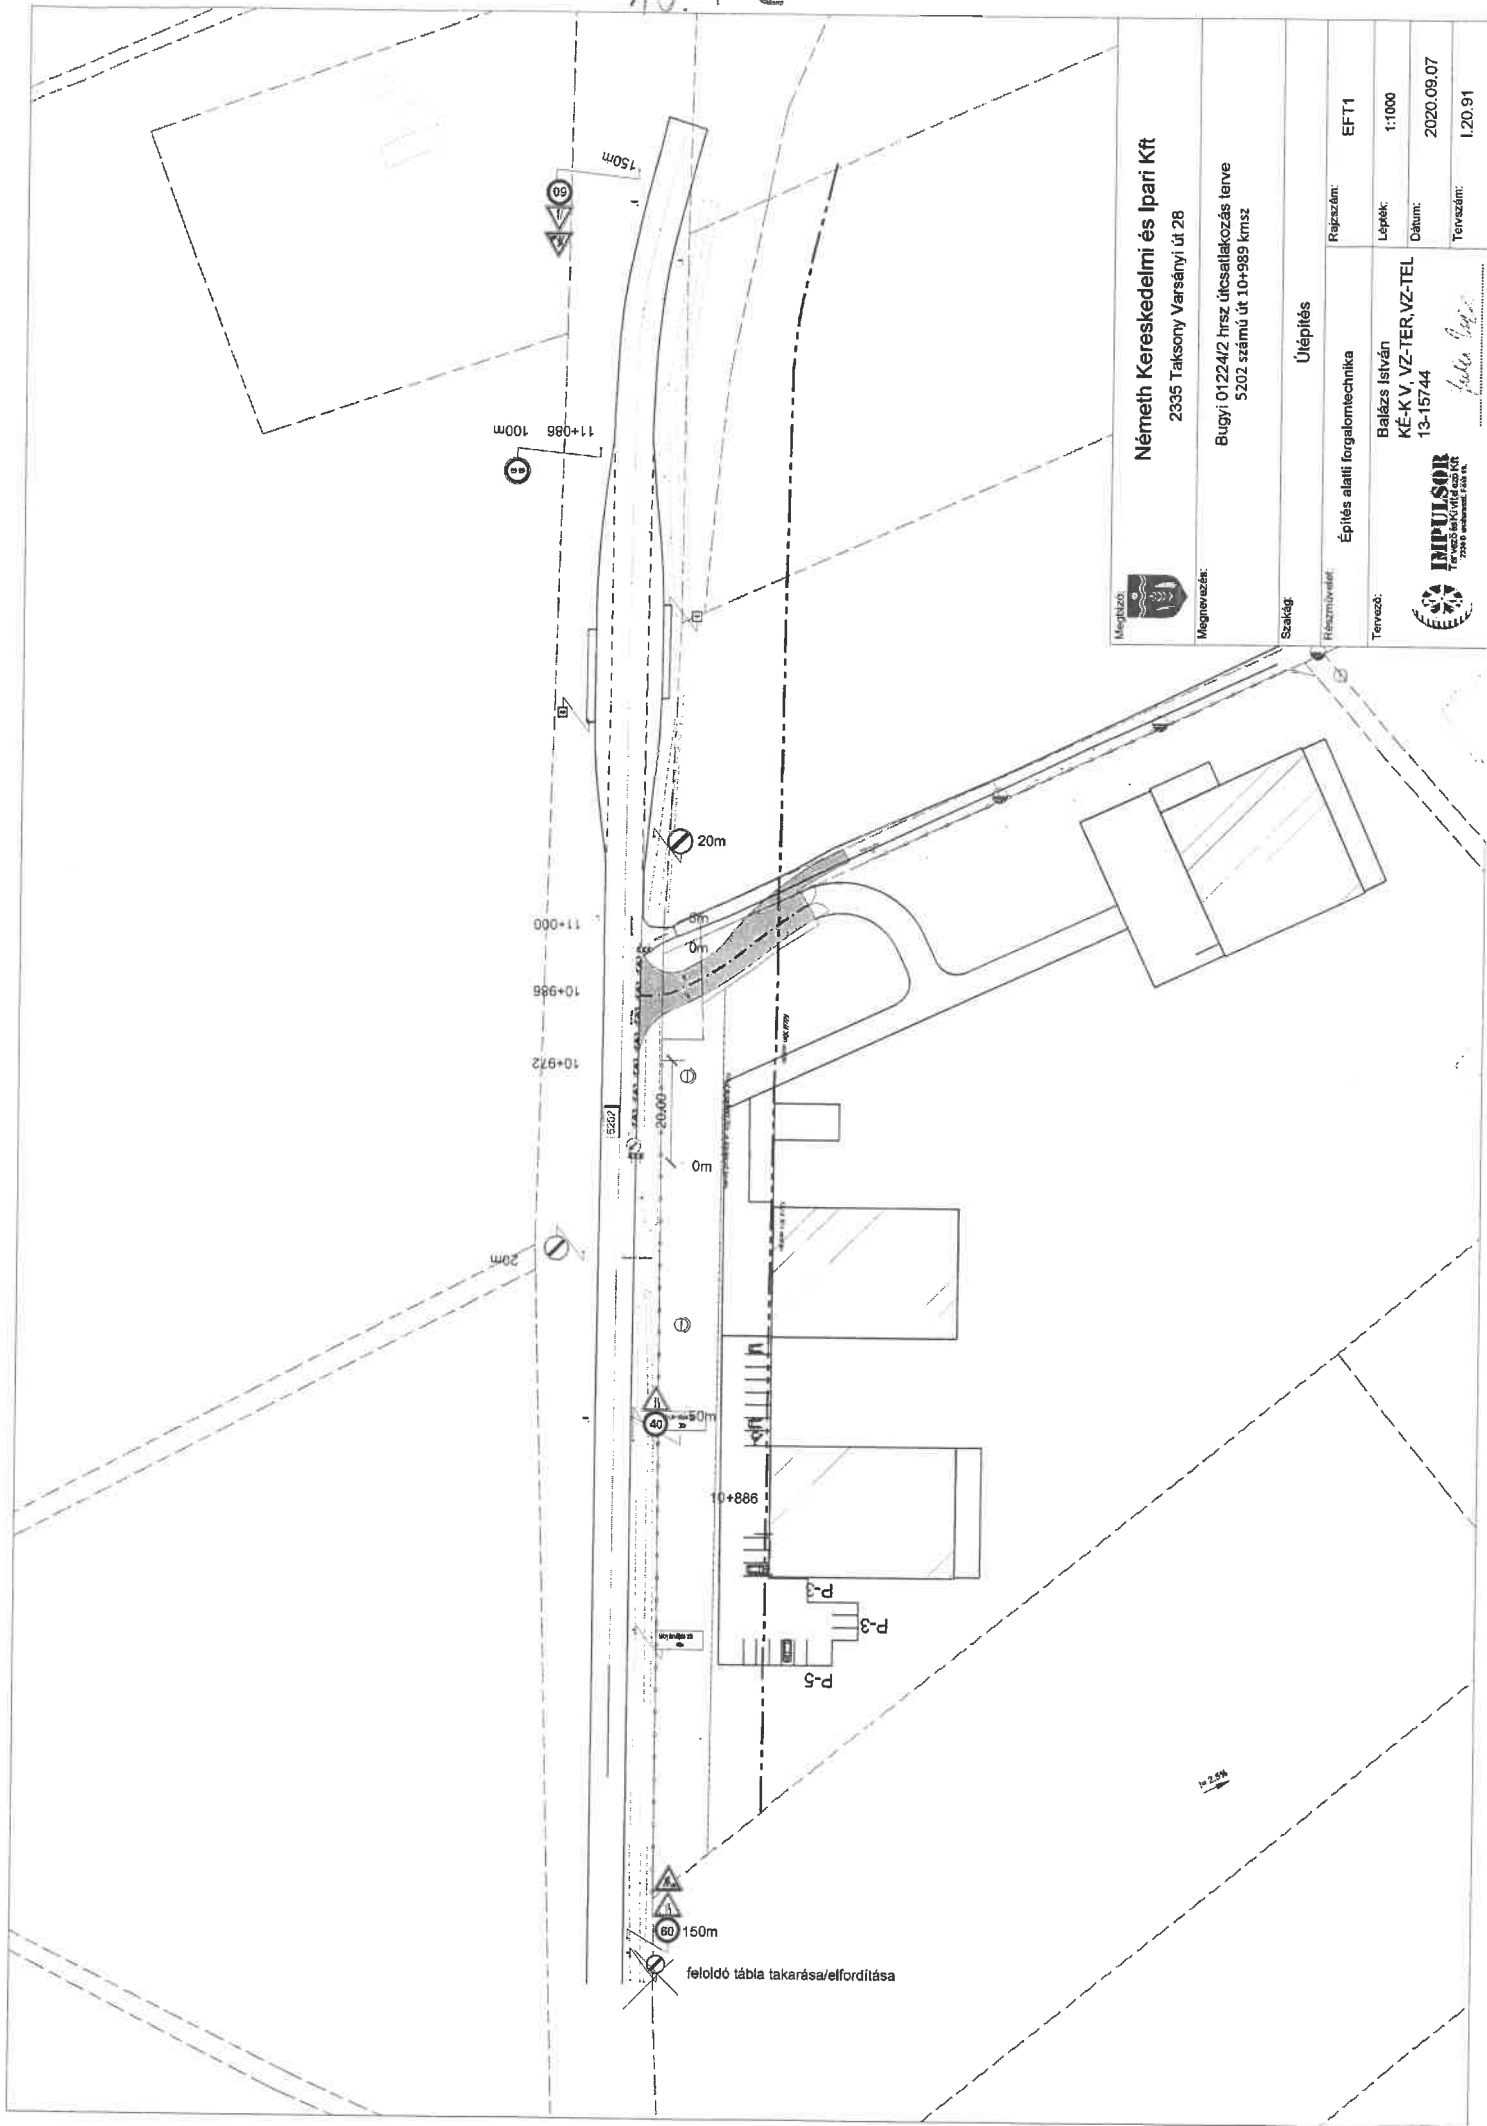 Megbízó:
Németh Kereskedelmi és Ipari Kft
2335 Taksony Varsányi út 28
Megnevezés:
Bugyi 01224/2 hrsz útcsatlakozás terve
5202 számú út 10+989 kmsz
Szakág:
Útépítés
Részművelet:
Építés alatti forgalomtechnika
Rajzszám:
EFT1
Tervező:
Balázs István
KÉ-K V, VZ-TER,VZ-TEL
13-15744
Lépték:
1:1000
Dátum:
2020.09.07
Tervszám:
I.20.91
IMPULSOR
150m
60
100m
11+086
20m
11+000
8m
0m
10+986
10+972
5202
20,00
0m
20m
40
50m
10+886
P-3
P-3
P-5
I= 2.5%
60
150m
feloldó tábla takarása/elfordítása